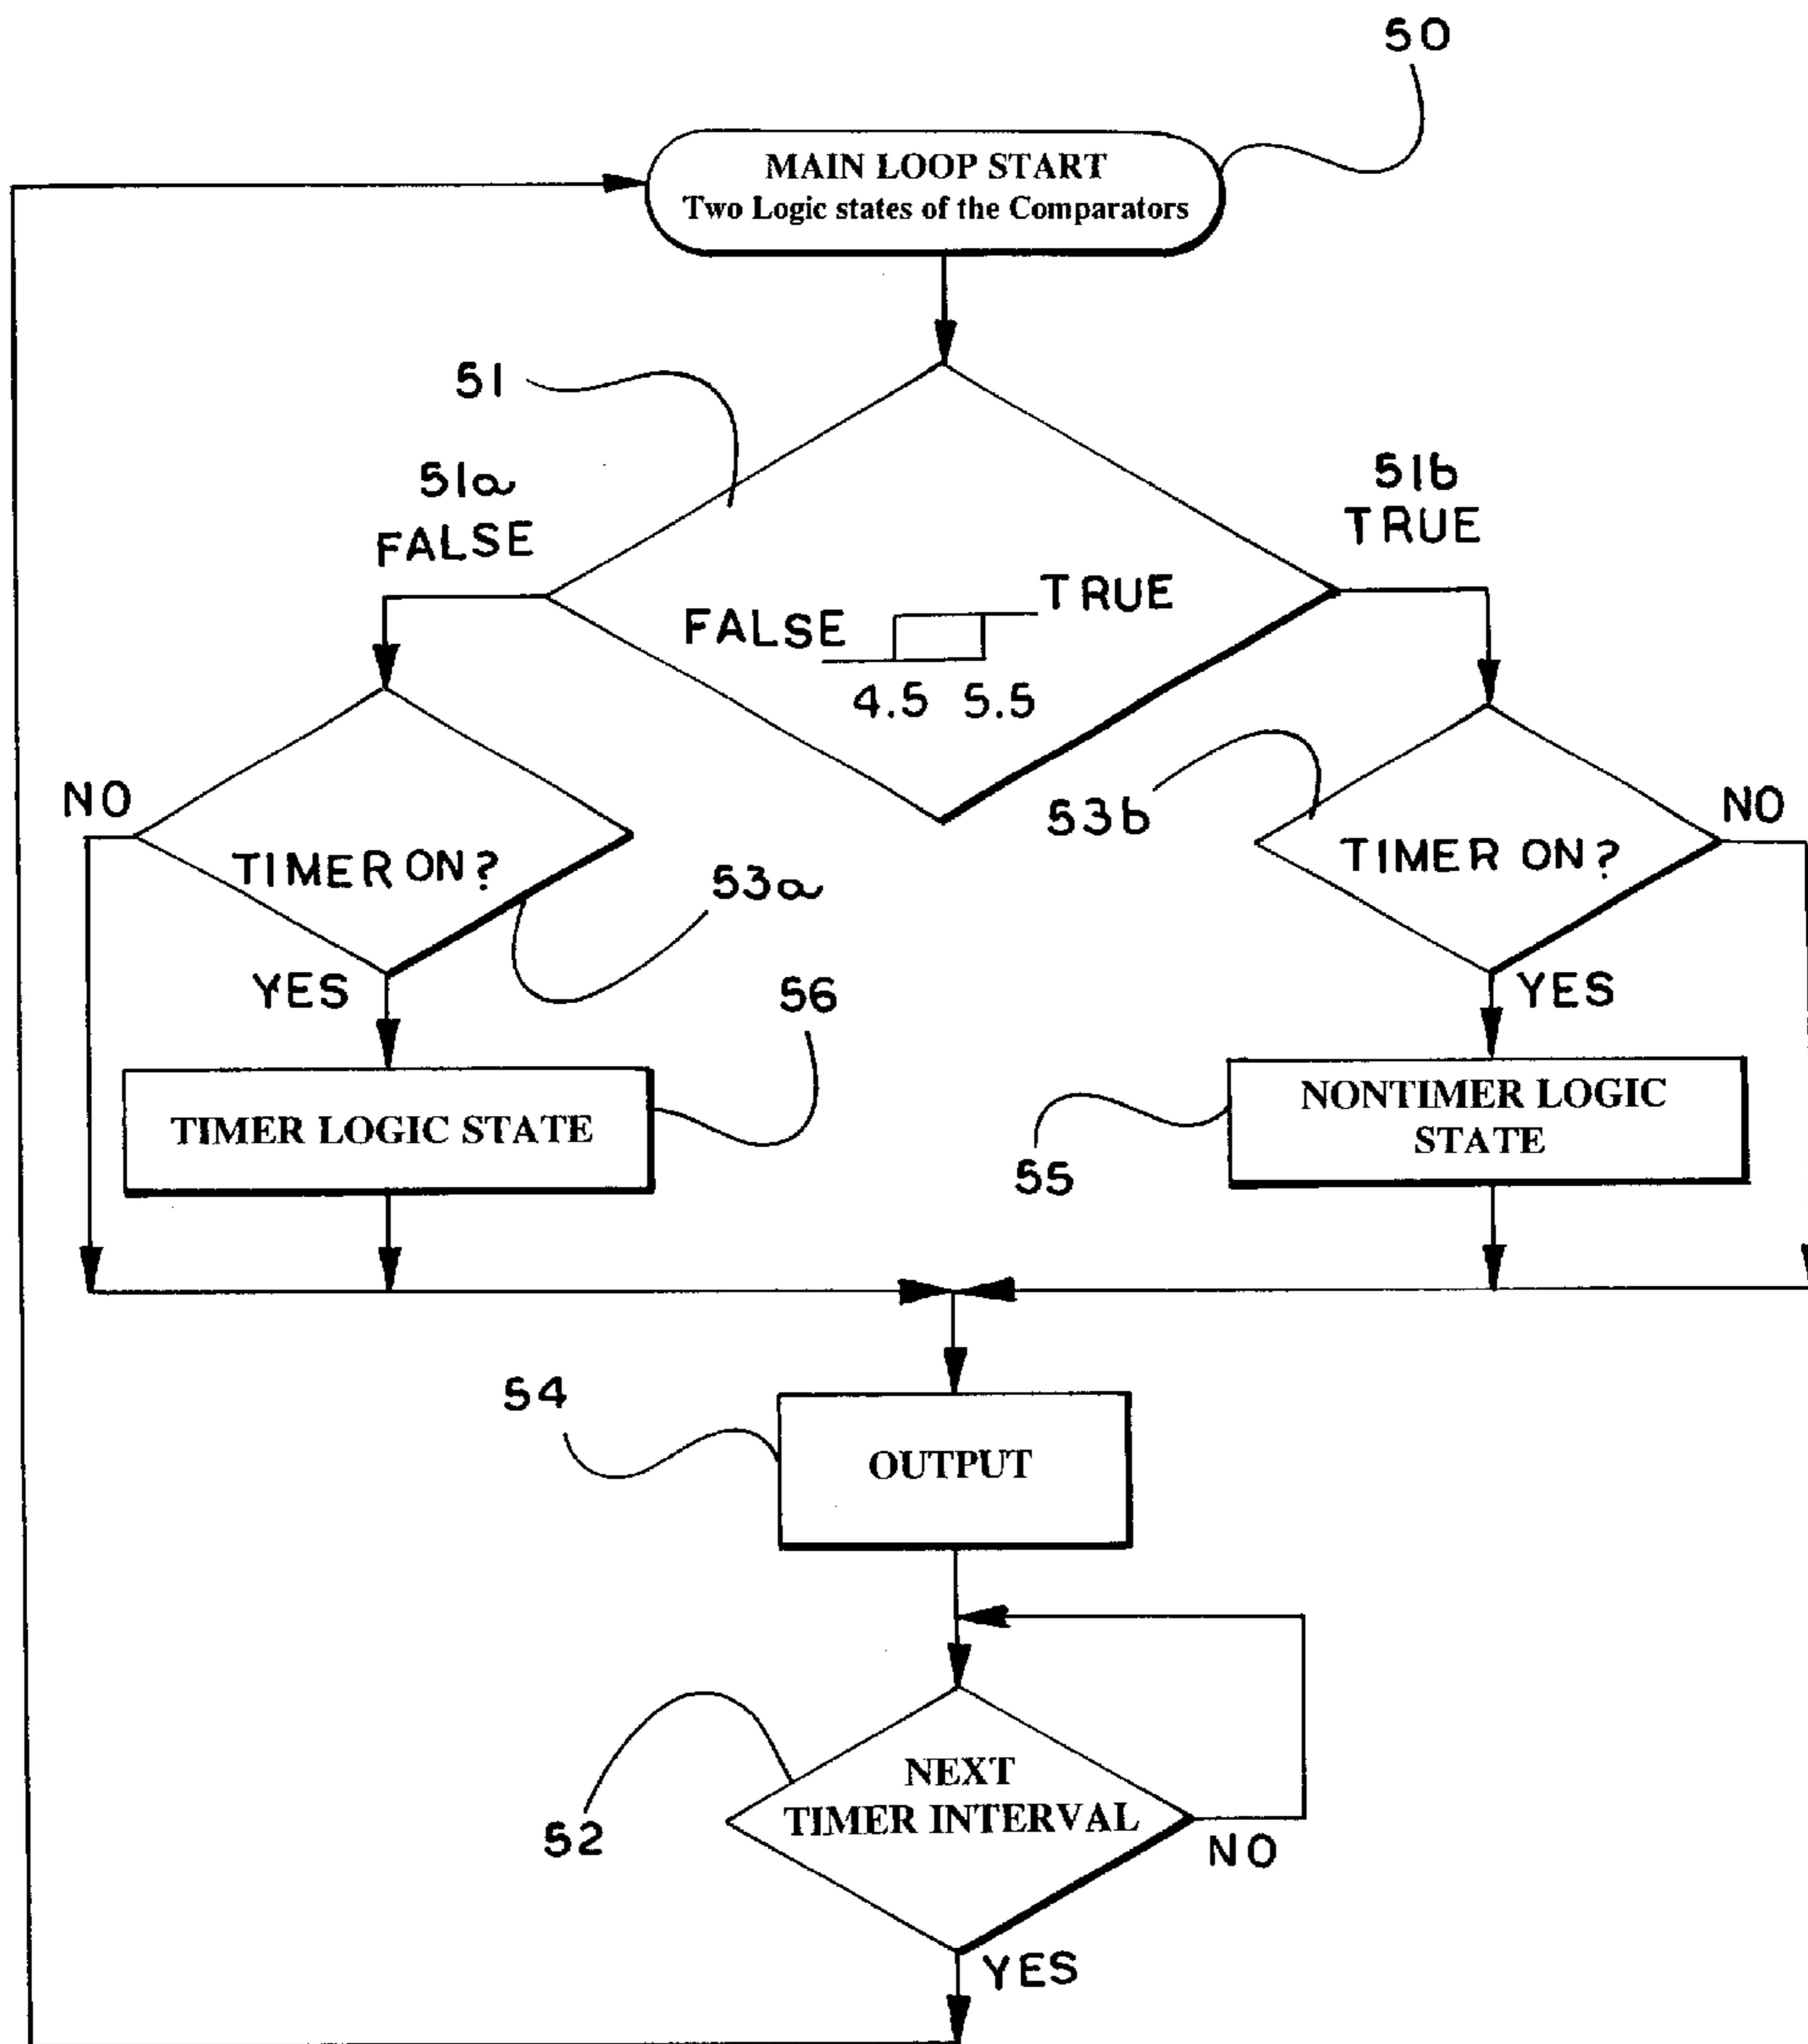 50
MAIN LOOP START
Two Logic states of the Comparators
51
51a
FALSE
51b
TRUE
FALSE
TRUE
4.5 5.5
NO
TIMER ON?
53a
53b
TIMER ON?
NO
YES
56
YES
TIMER LOGIC STATE
NONTIMER LOGIC
STATE
55
54
OUTPUT
NEXT
TIMER INTERVAL
52
NO
YES